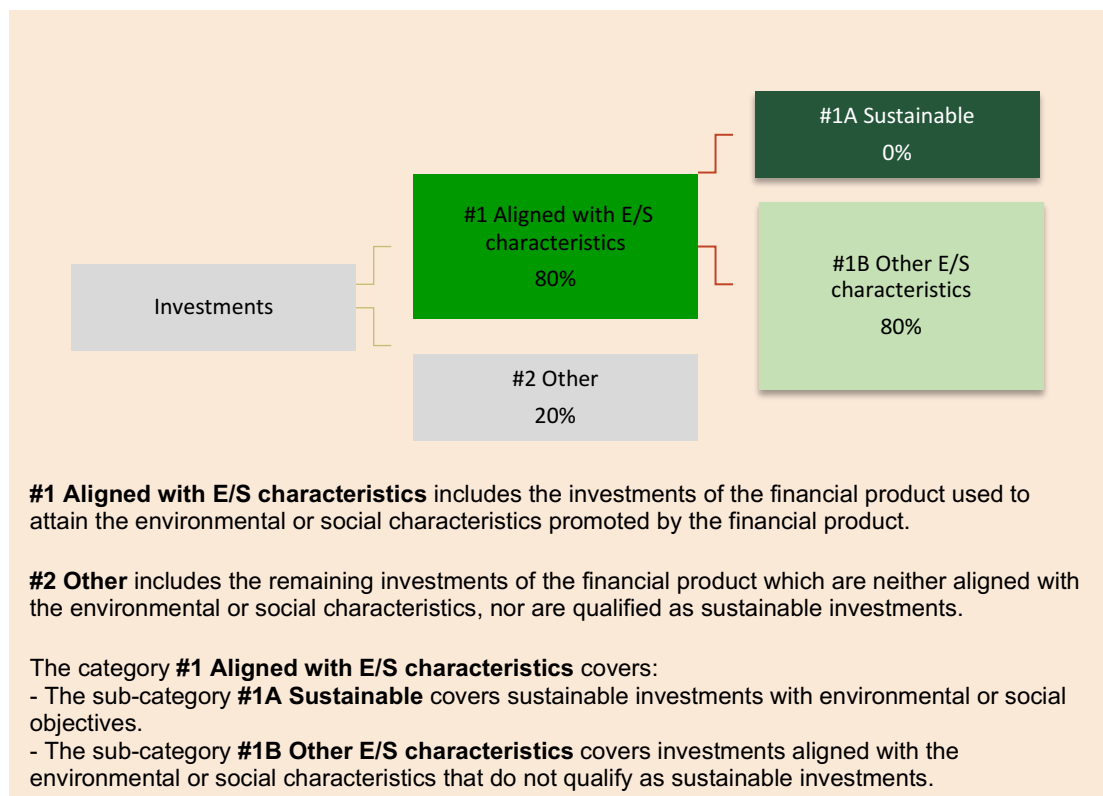 #1A Sustainable
0%
#1 Aligned with E/S
characteristics
80%
#1B Other E/S
characteristics
80%
Investments
#2 Other
20%
#1 Aligned with E/S characteristics includes the investments of the financial product used to
attain the environmental or social characteristics promoted by the financial product.
#2 Other includes the remaining investments of the financial product which are neither aligned with
the environmental or social characteristics, nor are qualified as sustainable investments.
The category #1 Aligned with E/S characteristics covers:
- The sub-category #1A Sustainable covers sustainable investments with environmental or social
objectives.
- The sub-category #1B Other E/S characteristics covers investments aligned with the
environmental or social characteristics that do not qualify as sustainable investments.